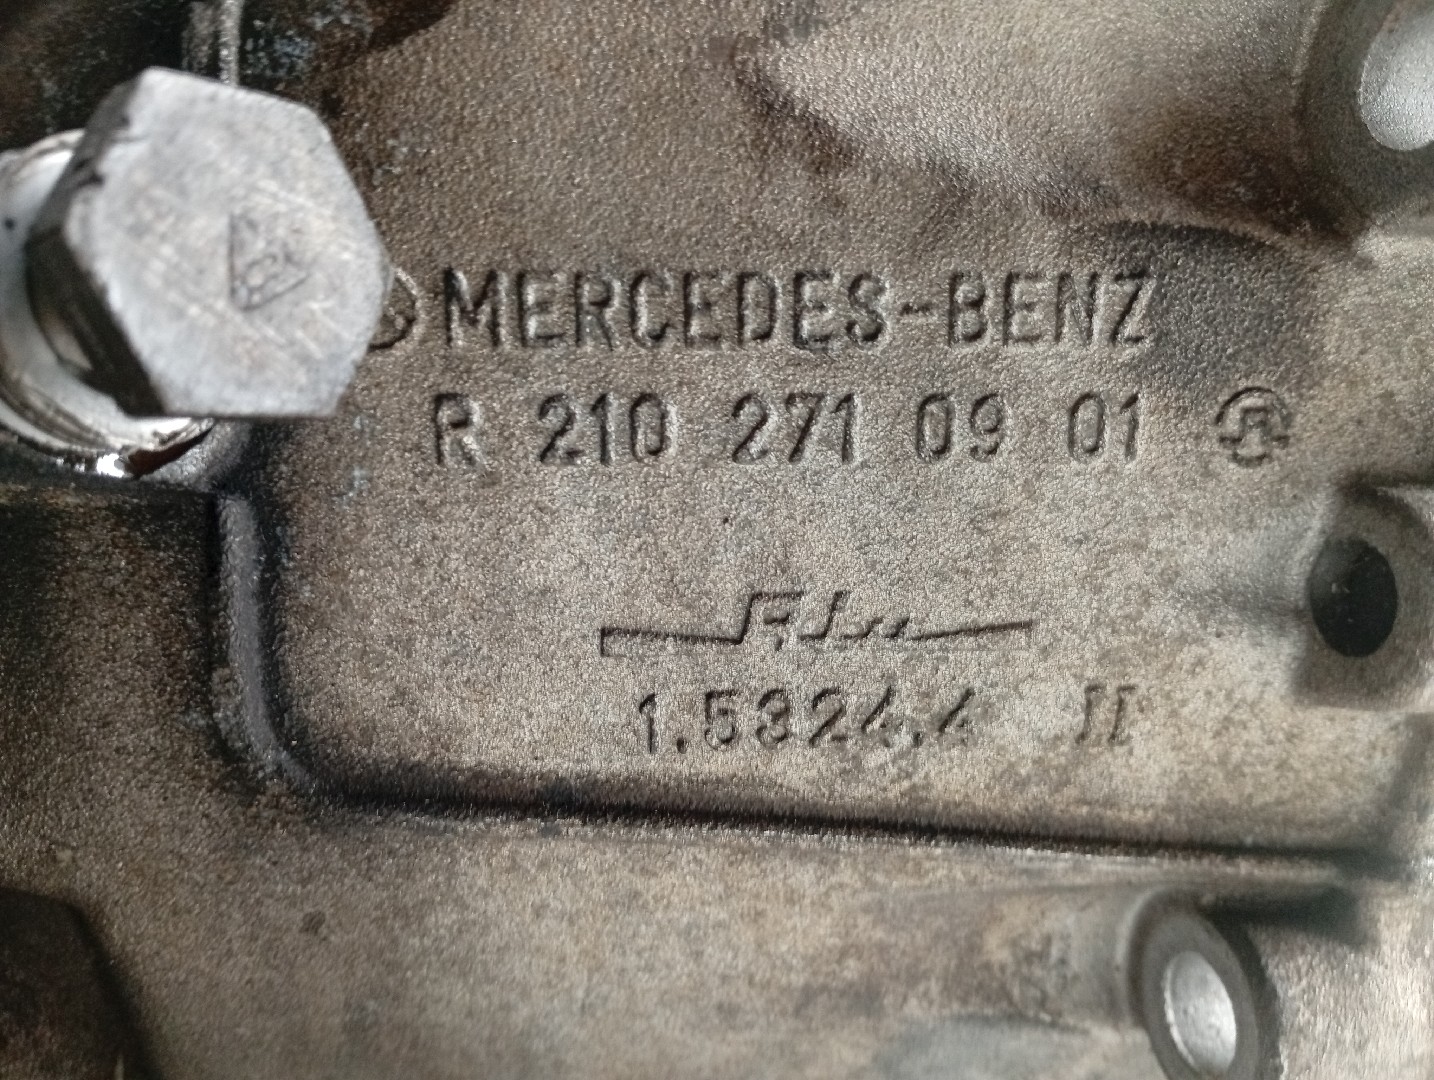 MERCEDES-BENZ
R 210 271 09 01
1.5324.4 II